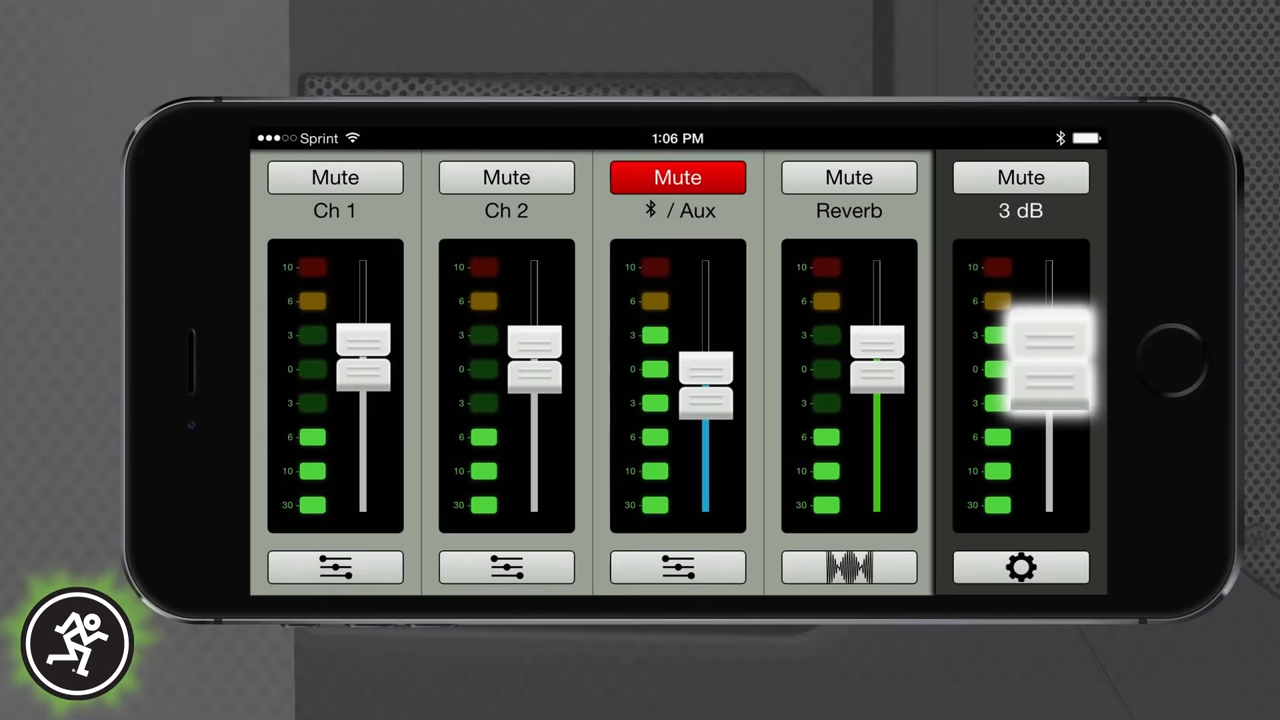 Sprint 1:06 PM
Mute Mute Mute Mute Mute
Ch 1 Ch 2 / Aux Reverb 3 dB
10 10 10 10 10
6 6 6 6 6
3 3 3 3 3
0 0 0 0 0
3 3 3 3 3
6 6 6 6 6
10 10 10 10 10
30 30 30 30 30